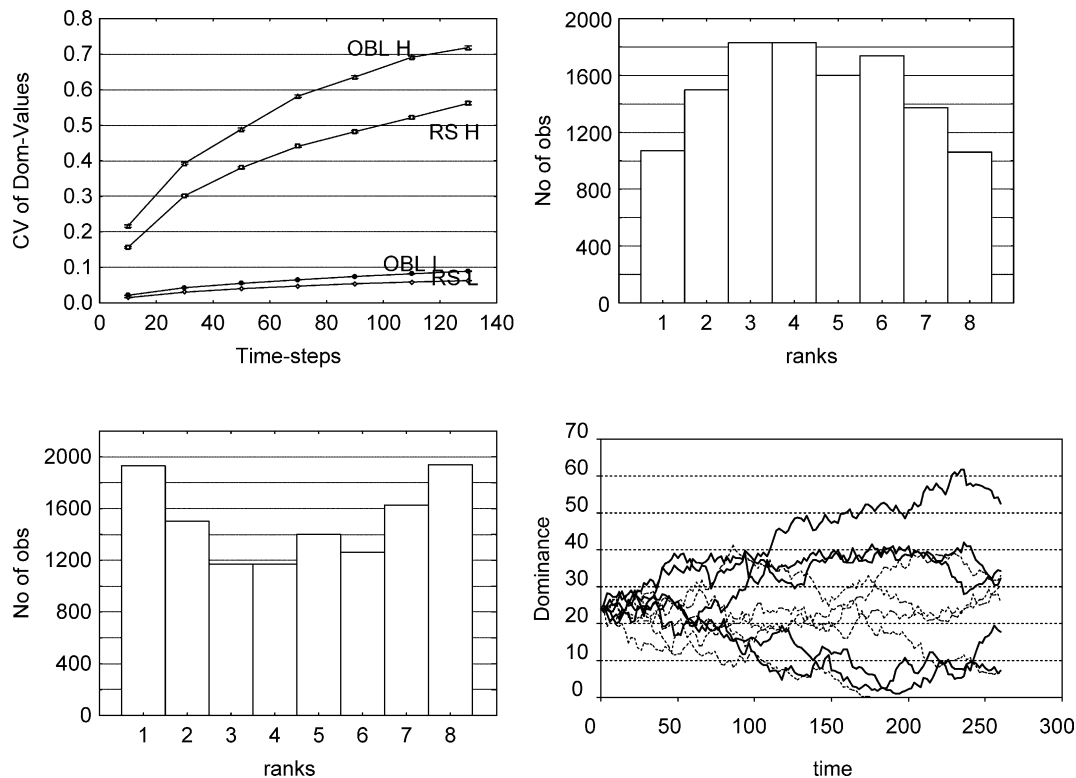 0.8
0.7
0.6
0.5
0.4
0.3
0.2
0.1
0.0
CV of Dom-Values
OBL H
RS H
OBL L
RS L
0 20 40 60 80 100 120 140
Time-steps
2000
1600
1200
800
400
0
No of obs
1 2 3 4 5 6 7 8
ranks
2000
1600
1200
800
400
0
No of obs
1 2 3 4 5 6 7 8
ranks
70
60
50
40
30
20
10
0
Dominance
0 50 100 150 200 250 300
time